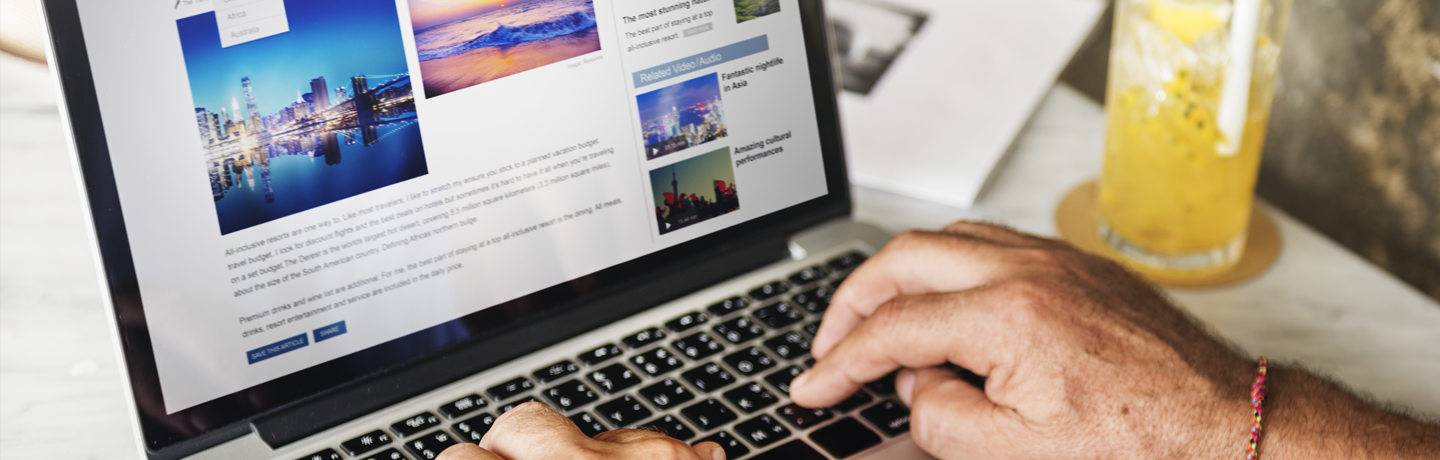 Africa
Australia
Image: Resource
All-inclusive resorts are one way to. Like most travelers, I like to stretch my ensure you stick to a planned vacation budget.
travel budget. I look for discount flights and the best deals on hotels but sometimes it's hard to have it all when you're traveling
on a set budget.The Derest is the worlds largest hot desert, covering 8.5 million square kilometers (3.3 million square miles),
about the size of the South American country, Defining Africas northern bulge.
Premium drinks and wine list are additional. For me, the best part of staying at a top all-inclusive resort is the dining. All meals,
drinks, resort entertainment and service are included in the daily price.
SAVE THIS ARTICLE
SHARE
The most stunning
The best part of staying at a top
all-inclusive resort.
Related Video/Audio
Fantastic nightlife
in Asia
Amazing cultural
performances